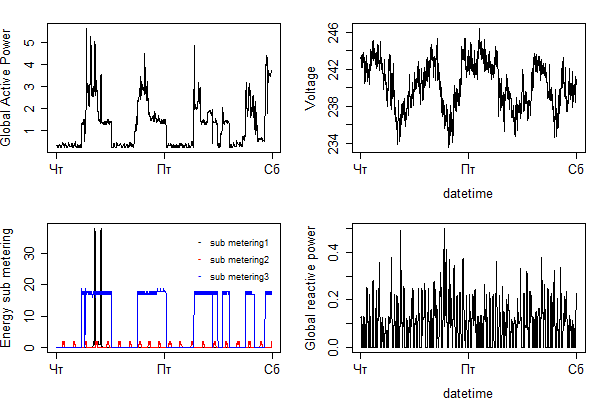 Global Active Power
5
4
3
2
1
Чт Пт Сб
Voltage
246
242
238
234
Чт Пт Сб
datetime
Energy sub metering
30
20
10
0
sub metering1
sub metering2
sub metering3
Чт Пт Сб
Global reactive power
0.4
0.2
0.0
Чт Пт Сб
datetime